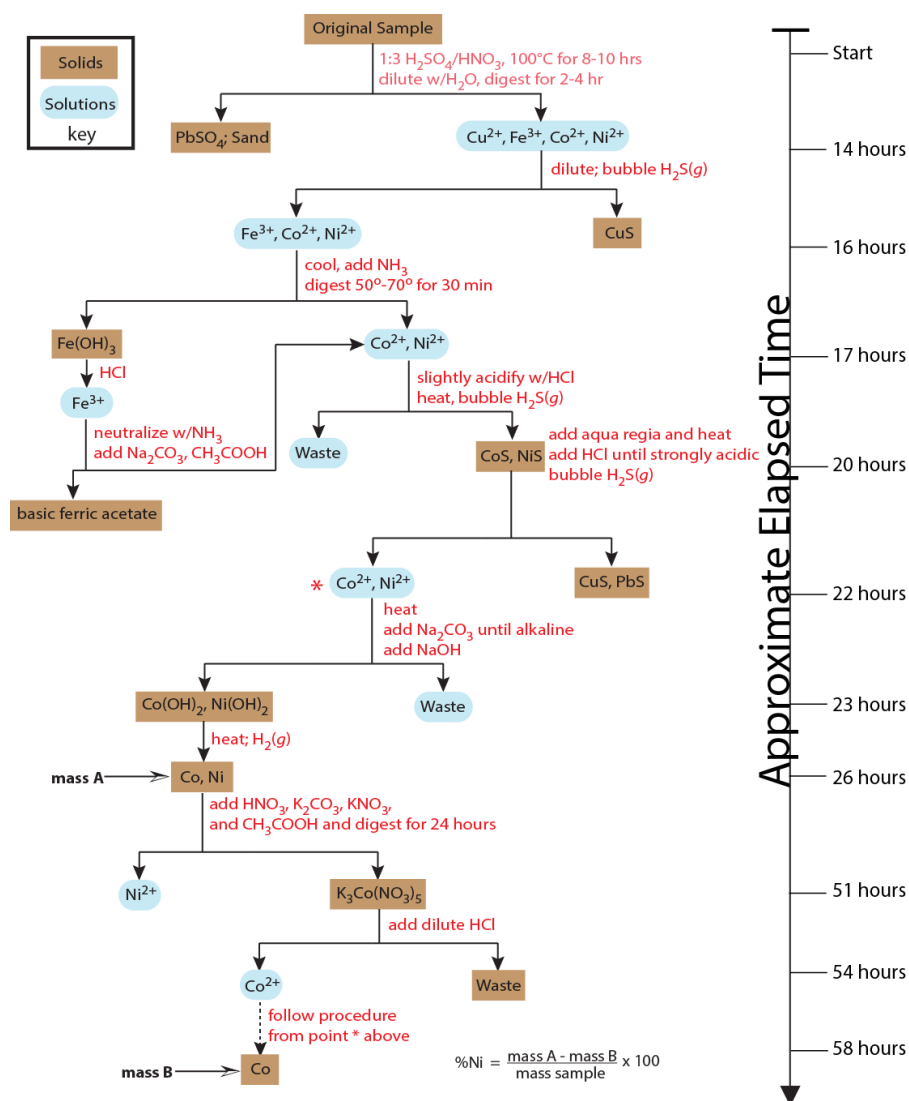 Original Sample
Solids
Solutions
key
1:3 H₂SO₄/HNO₃, 100°C for 8-10 hrs
dilute w/H₂O, digest for 2-4 hr
Start
PbSO₄; Sand
Cu²⁺, Fe³⁺, Co²⁺, Ni²⁺
14 hours
dilute; bubble H₂S(g)
Fe³⁺, Co²⁺, Ni²⁺
CuS
16 hours
cool, add NH₃
digest 50º-70º for 30 min
Fe(OH)₃
Co²⁺, Ni²⁺
17 hours
HCl
Fe³⁺
slightly acidify w/HCl
heat, bubble H₂S(g)
neutralize w/NH₃
add Na₂CO₃, CH₃COOH
Waste
CoS, NiS
add aqua regia and heat
add HCl until strongly acidic
bubble H₂S(g)
20 hours
basic ferric acetate
* Co²⁺, Ni²⁺
CuS, PbS
22 hours
heat
add Na₂CO₃ until alkaline
add NaOH
Co(OH)₂, Ni(OH)₂
Waste
23 hours
heat; H₂(g)
mass A
Co, Ni
26 hours
add HNO₃, K₂CO₃, KNO₃,
and CH₃COOH and digest for 24 hours
Ni²⁺
K₃Co(NO₃)₅
51 hours
add dilute HCl
Co²⁺
Waste
54 hours
follow procedure
from point * above
mass B
Co
%Ni = mass A - mass B / mass sample x 100
58 hours
Approximate Elapsed Time